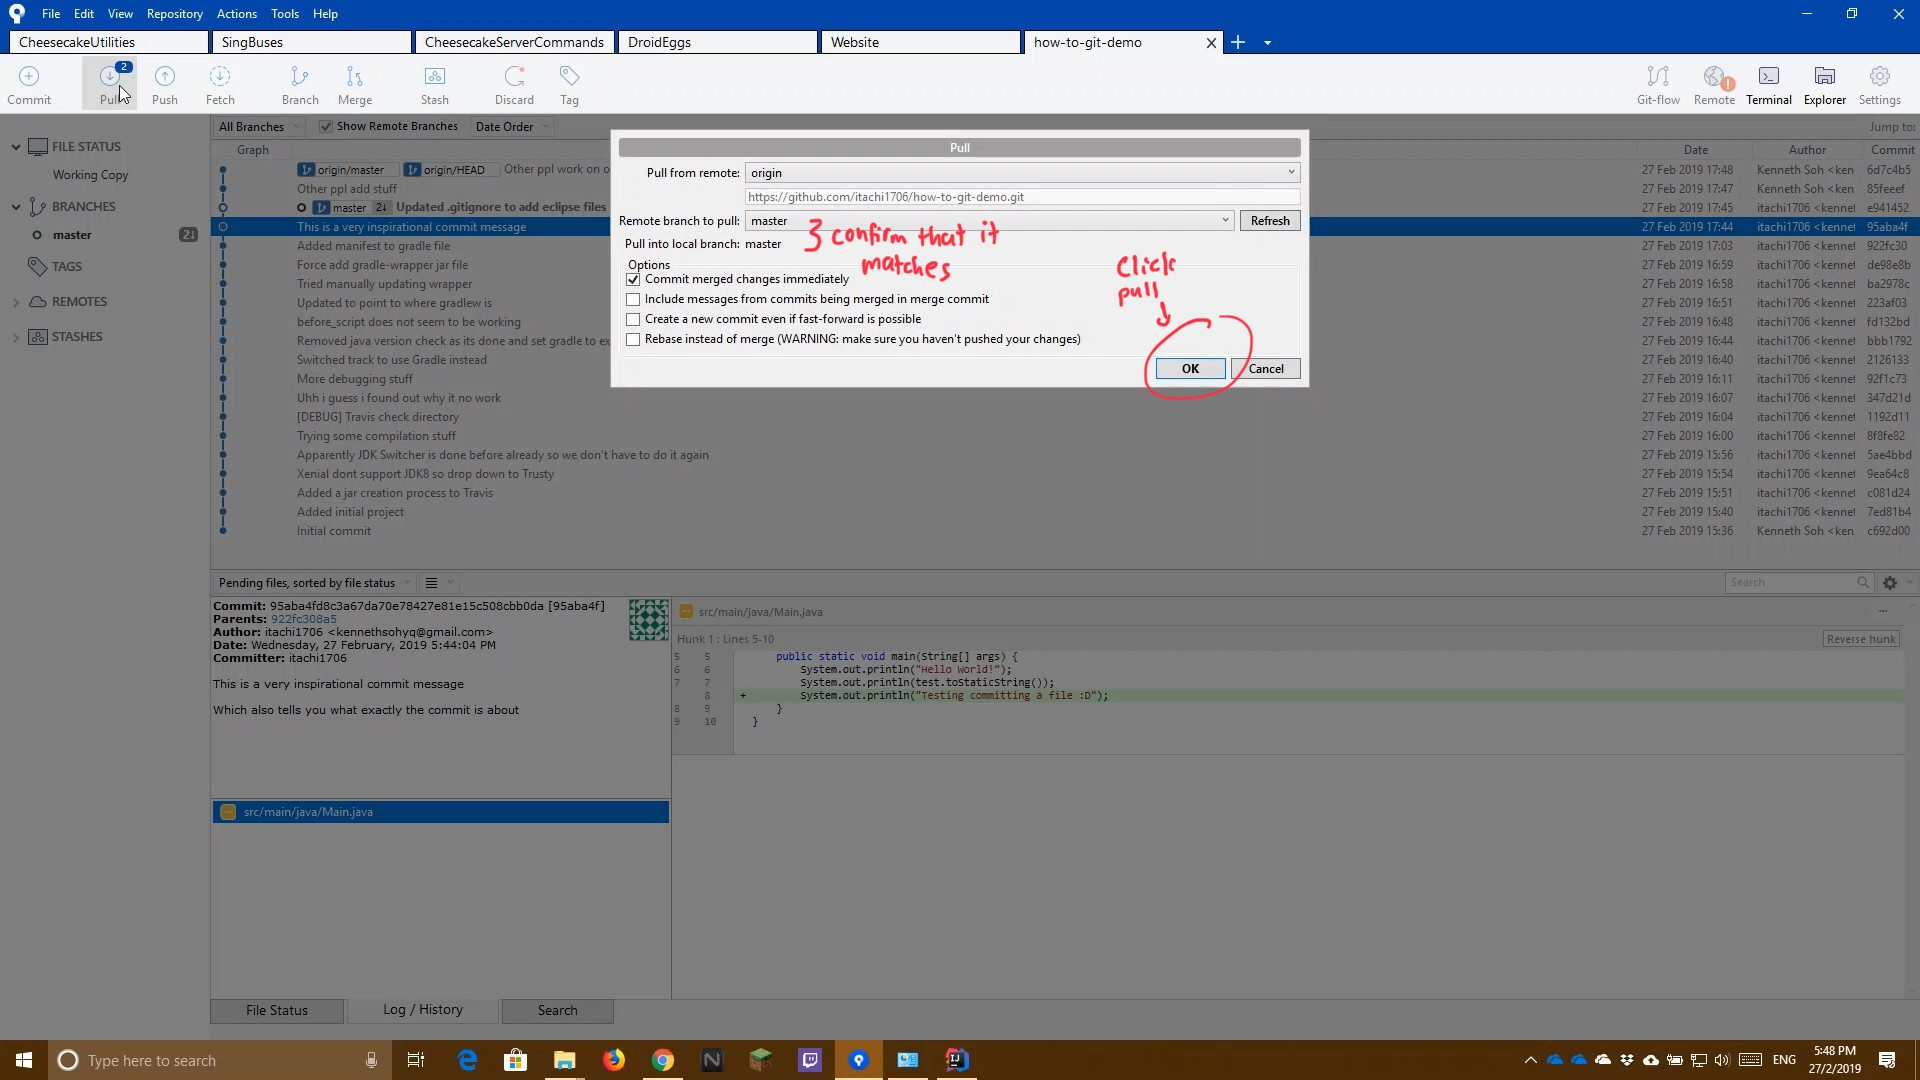 File Edit View Repository Actions Tools Help
CheesecakeUtilities SingBuses CheesecakeServerCommands DroidEggs Website how-to-git-demo
2
Commit Pull Push Fetch Branch Merge Stash Discard Tag Git-flow Remote Terminal Explorer Settings
FILE STATUS
Working Copy
BRANCHES
master 2↓
TAGS
REMOTES
STASHES
All Branches Show Remote Branches Date Order Jump to:
Graph Date Author Commit
origin/master origin/HEAD Other ppl work on o 27 Feb 2019 17:48 Kenneth Soh <ken 6d7c4b5
Other ppl add stuff 27 Feb 2019 17:47 Kenneth Soh <ken 85feeef
master 2↓ Updated .gitignore to add eclipse files 27 Feb 2019 17:45 itachi1706 <kennet e941452
This is a very inspirational commit message 27 Feb 2019 17:44 itachi1706 <kennet 95aba4f
Added manifest to gradle file 27 Feb 2019 17:03 itachi1706 <kennet 922fc30
Force add gradle-wrapper jar file 27 Feb 2019 16:59 itachi1706 <kennet de98e8b
Tried manually updating wrapper 27 Feb 2019 16:58 itachi1706 <kennet ba2978c
Updated to point to where gradlew is 27 Feb 2019 16:51 itachi1706 <kennet 223af03
before_script does not seem to be working 27 Feb 2019 16:48 itachi1706 <kennet fd132bd
Removed java version check as its done and set gradle to ex 27 Feb 2019 16:44 itachi1706 <kennet bbb1792
Switched track to use Gradle instead 27 Feb 2019 16:40 itachi1706 <kennet 2126133
More debugging stuff 27 Feb 2019 16:11 itachi1706 <kennet 92f1c73
Uhh i guess i found out why it no work 27 Feb 2019 16:07 itachi1706 <kennet 347d21d
[DEBUG] Travis check directory 27 Feb 2019 16:04 itachi1706 <kennet 1192d11
Trying some compilation stuff 27 Feb 2019 16:00 itachi1706 <kennet 8f8fe82
Apparently JDK Switcher is done before already so we don't have to do it again 27 Feb 2019 15:56 itachi1706 <kennet 5ae4bbd
Xenial dont support JDK8 so drop down to Trusty 27 Feb 2019 15:54 itachi1706 <kennet 9ea64c8
Added a jar creation process to Travis 27 Feb 2019 15:51 itachi1706 <kennet c081d24
Added initial project 27 Feb 2019 15:40 itachi1706 <kennet 7ed81b4
Initial commit 27 Feb 2019 15:36 Kenneth Soh <ken c692d00
Pull
Pull from remote: origin
https://github.com/itachi1706/how-to-git-demo.git
Remote branch to pull: master Refresh
Pull into local branch: master
confirm that it
matches
Options
Commit merged changes immediately
Include messages from commits being merged in merge commit
Create a new commit even if fast-forward is possible
Rebase instead of merge (WARNING: make sure you haven't pushed your changes)
Click
pull
OK Cancel
Pending files, sorted by file status Search
Commit: 95aba4fd8c3a67da70e78427e81e15c508cbb0da [95aba4f]
Parents: 922fc308a5
Author: itachi1706 <kennethsohyq@gmail.com>
Date: Wednesday, 27 February, 2019 5:44:04 PM
Committer: itachi1706
This is a very inspirational commit message
Which also tells you what exactly the commit is about
src/main/java/Main.java
src/main/java/Main.java
Hunk 1 : Lines 5-10 Reverse hunk
5 5 public static void main(String[] args) {
6 6 System.out.println("Hello World!");
7 7 System.out.println(test.toStaticString());
8 + System.out.println("Testing committing a file :D");
8 9 }
9 10 }
File Status Log / History Search
Type here to search ENG 5:48 PM
27/2/2019